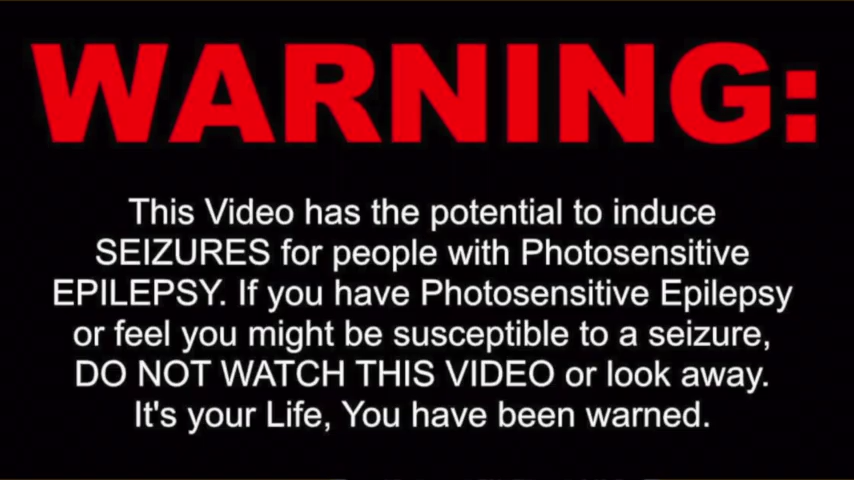 WARNING:
This Video has the potential to induce
SEIZURES for people with Photosensitive
EPILEPSY. If you have Photosensitive Epilepsy
or feel you might be susceptible to a seizure,
DO NOT WATCH THIS VIDEO or look away.
It's your Life, You have been warned.